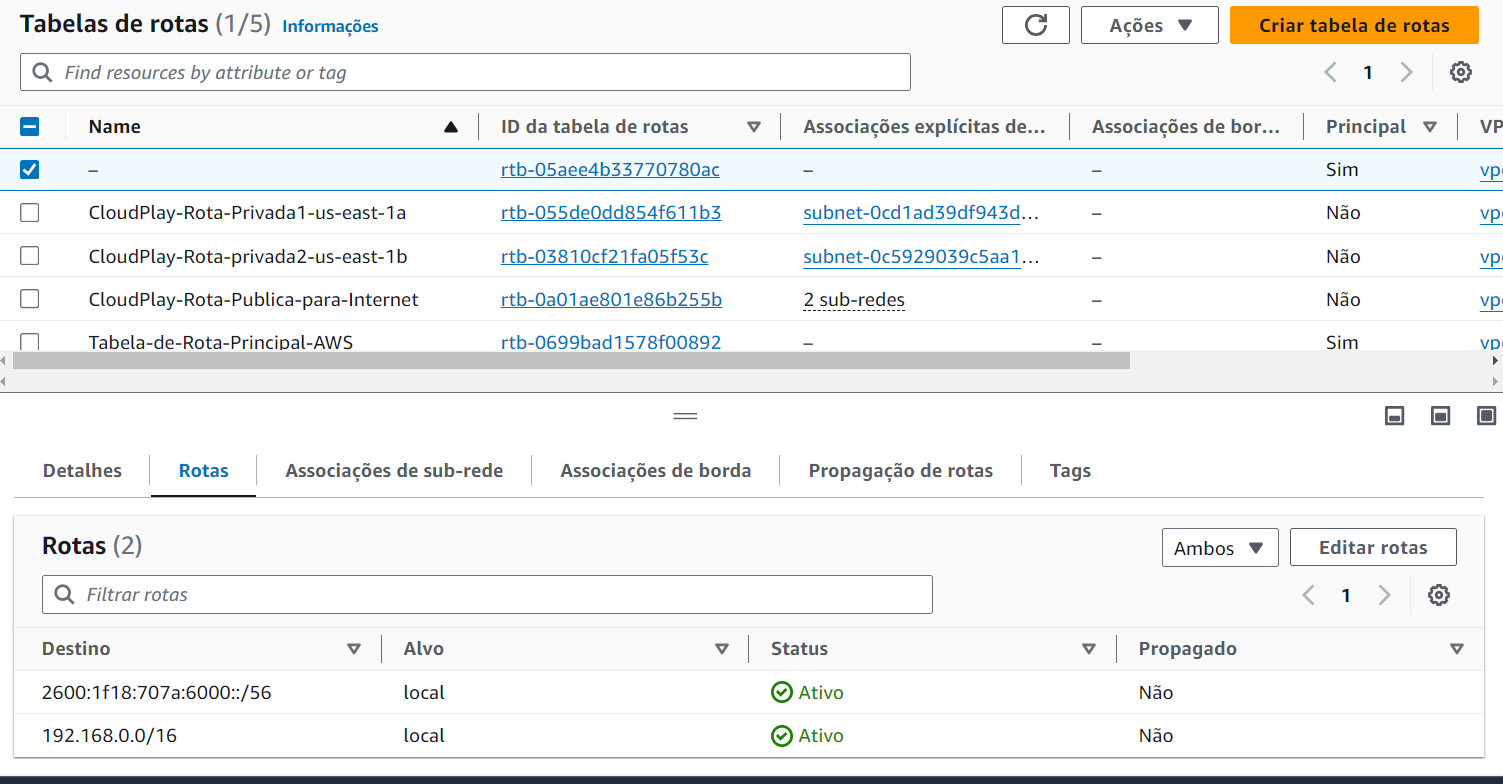 Tabelas de rotas (1/5) Informações Ações Criar tabela de rotas
Find resources by attribute or tag 1
Name ID da tabela de rotas Associações explícitas de... Associações de bor... Principal VP
– rtb-05aee4b33770780ac – – Sim vp
CloudPlay-Rota-Privada1-us-east-1a rtb-055de0dd854f611b3 subnet-0cd1ad39df943d... – Não vp
CloudPlay-Rota-privada2-us-east-1b rtb-03810cf21fa05f53c subnet-0c5929039c5aa1... – Não vp
CloudPlay-Rota-Publica-para-Internet rtb-0a01ae801e86b255b 2 sub-redes – Não vp
Tabela-de-Rota-Principal-AWS rtb-0699bad1578f00892 – – Sim vp
Detalhes Rotas Associações de sub-rede Associações de borda Propagação de rotas Tags
Rotas (2) Ambos Editar rotas
Filtrar rotas 1
Destino Alvo Status Propagado
2600:1f18:707a:6000::/56 local Ativo Não
192.168.0.0/16 local Ativo Não